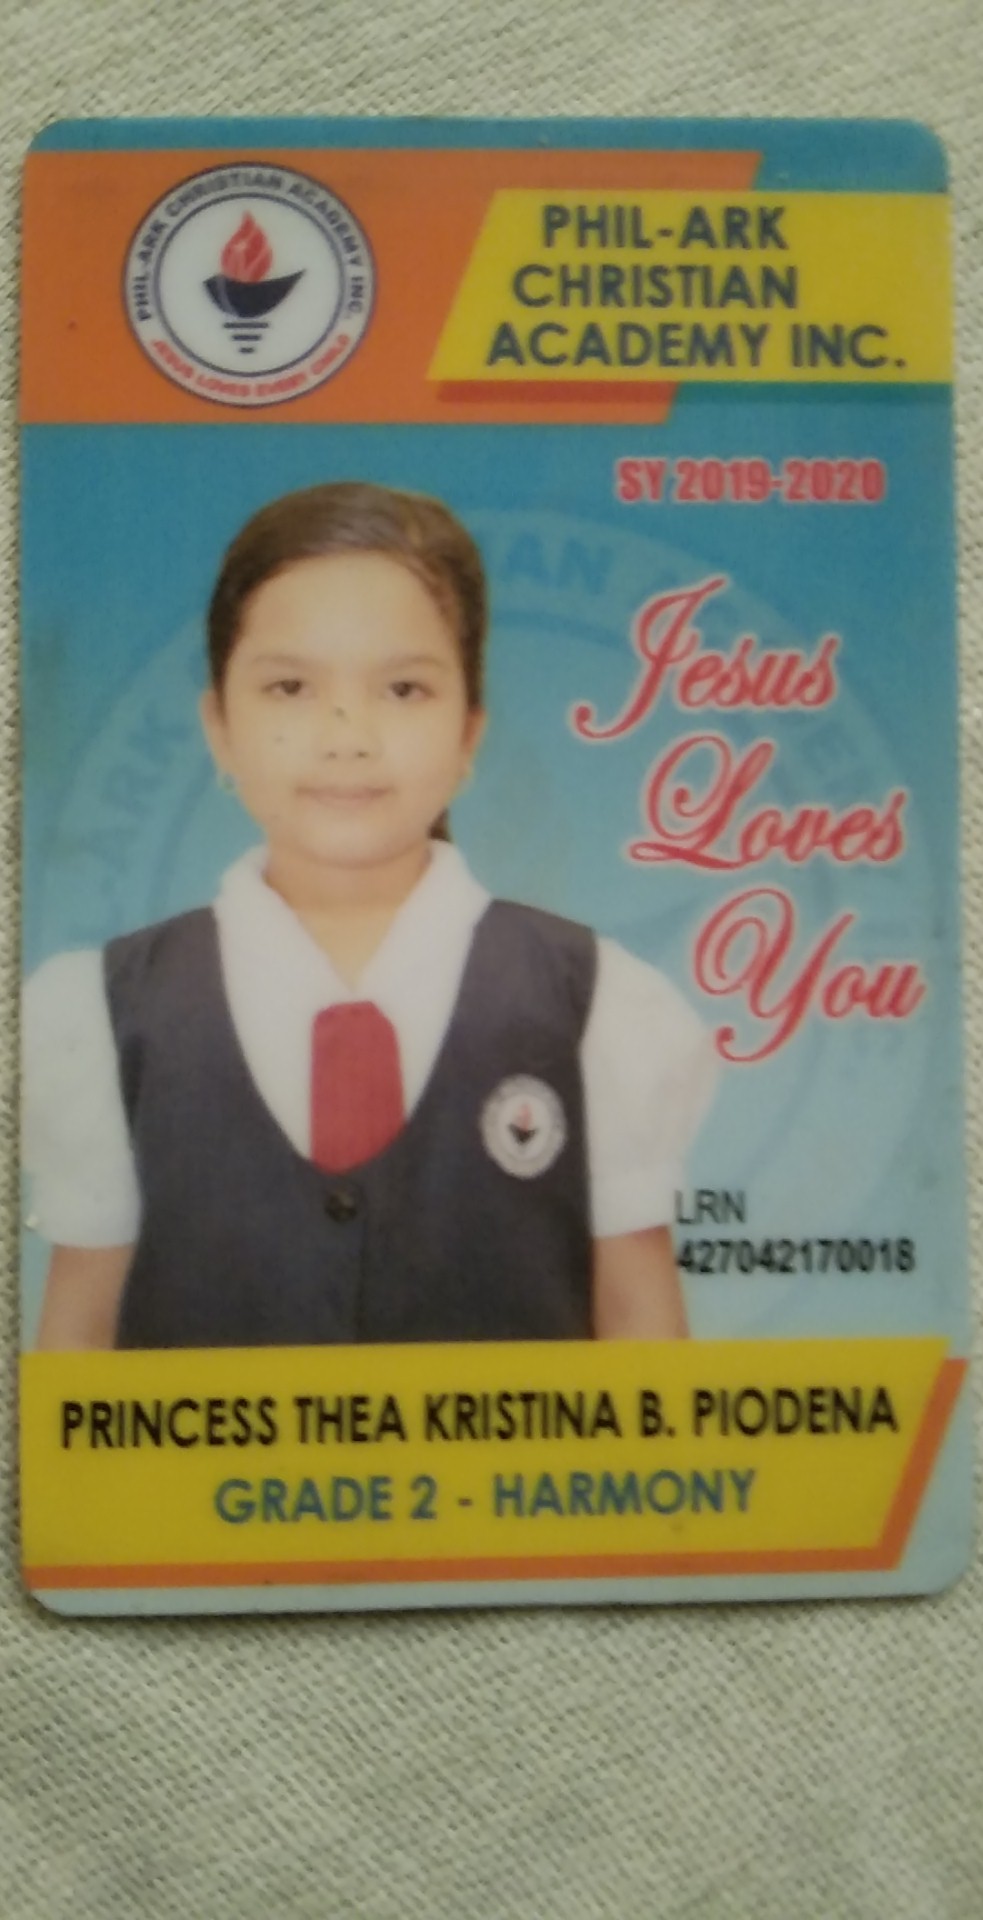 PHIL-ARK CHRISTIAN ACADEMY INC.
JESUS LOVES EVERY CHILD
PHIL-ARK
CHRISTIAN
ACADEMY INC.
SY 2019-2020
Jesus
Loves
You
LRN
427042170018
PRINCESS THEA KRISTINA B. PIODENA
GRADE 2 - HARMONY